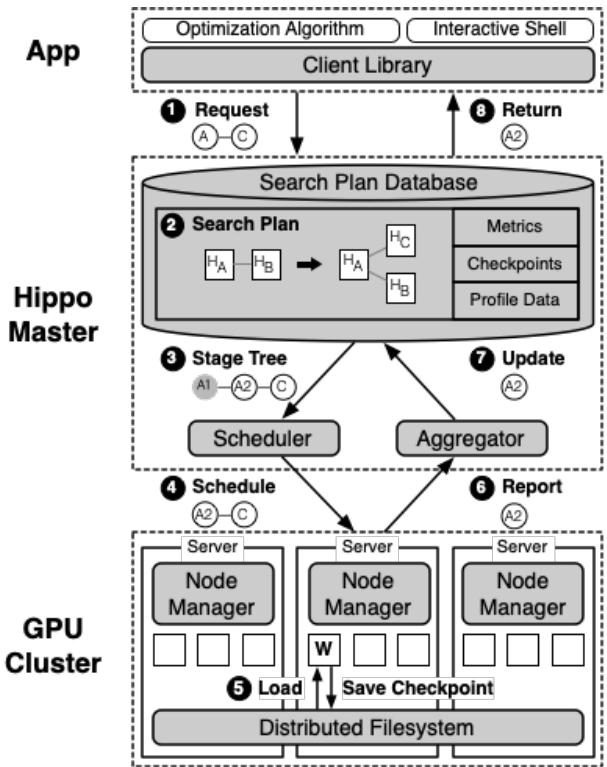 App
Optimization Algorithm
Interactive Shell
Client Library
1 Request
A C
8 Return
A2
Hippo
Master
Search Plan Database
2 Search Plan
HA HB HA HC HB
Metrics
Checkpoints
Profile Data
3 Stage Tree
A1 A2 C
7 Update
A2
Scheduler
Aggregator
4 Schedule
A2 C
6 Report
A2
GPU
Cluster
Server
Server
Server
Node
Manager
Node
Manager
Node
Manager
W
5 Load
Save Checkpoint
Distributed Filesystem